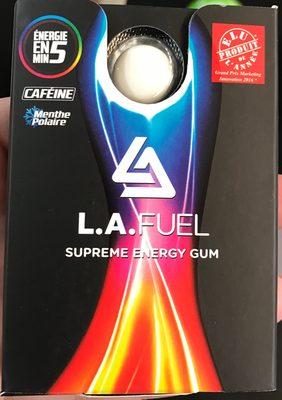 ÉNERGIE
EN 5
MIN
CAFÉINE
Menthe
Polaire
ÉLU
PRODUIT
DE
L'ANNÉE
Grand Prix Marketing
Innovation 2016
L.A.FUEL
SUPREME ENERGY GUM